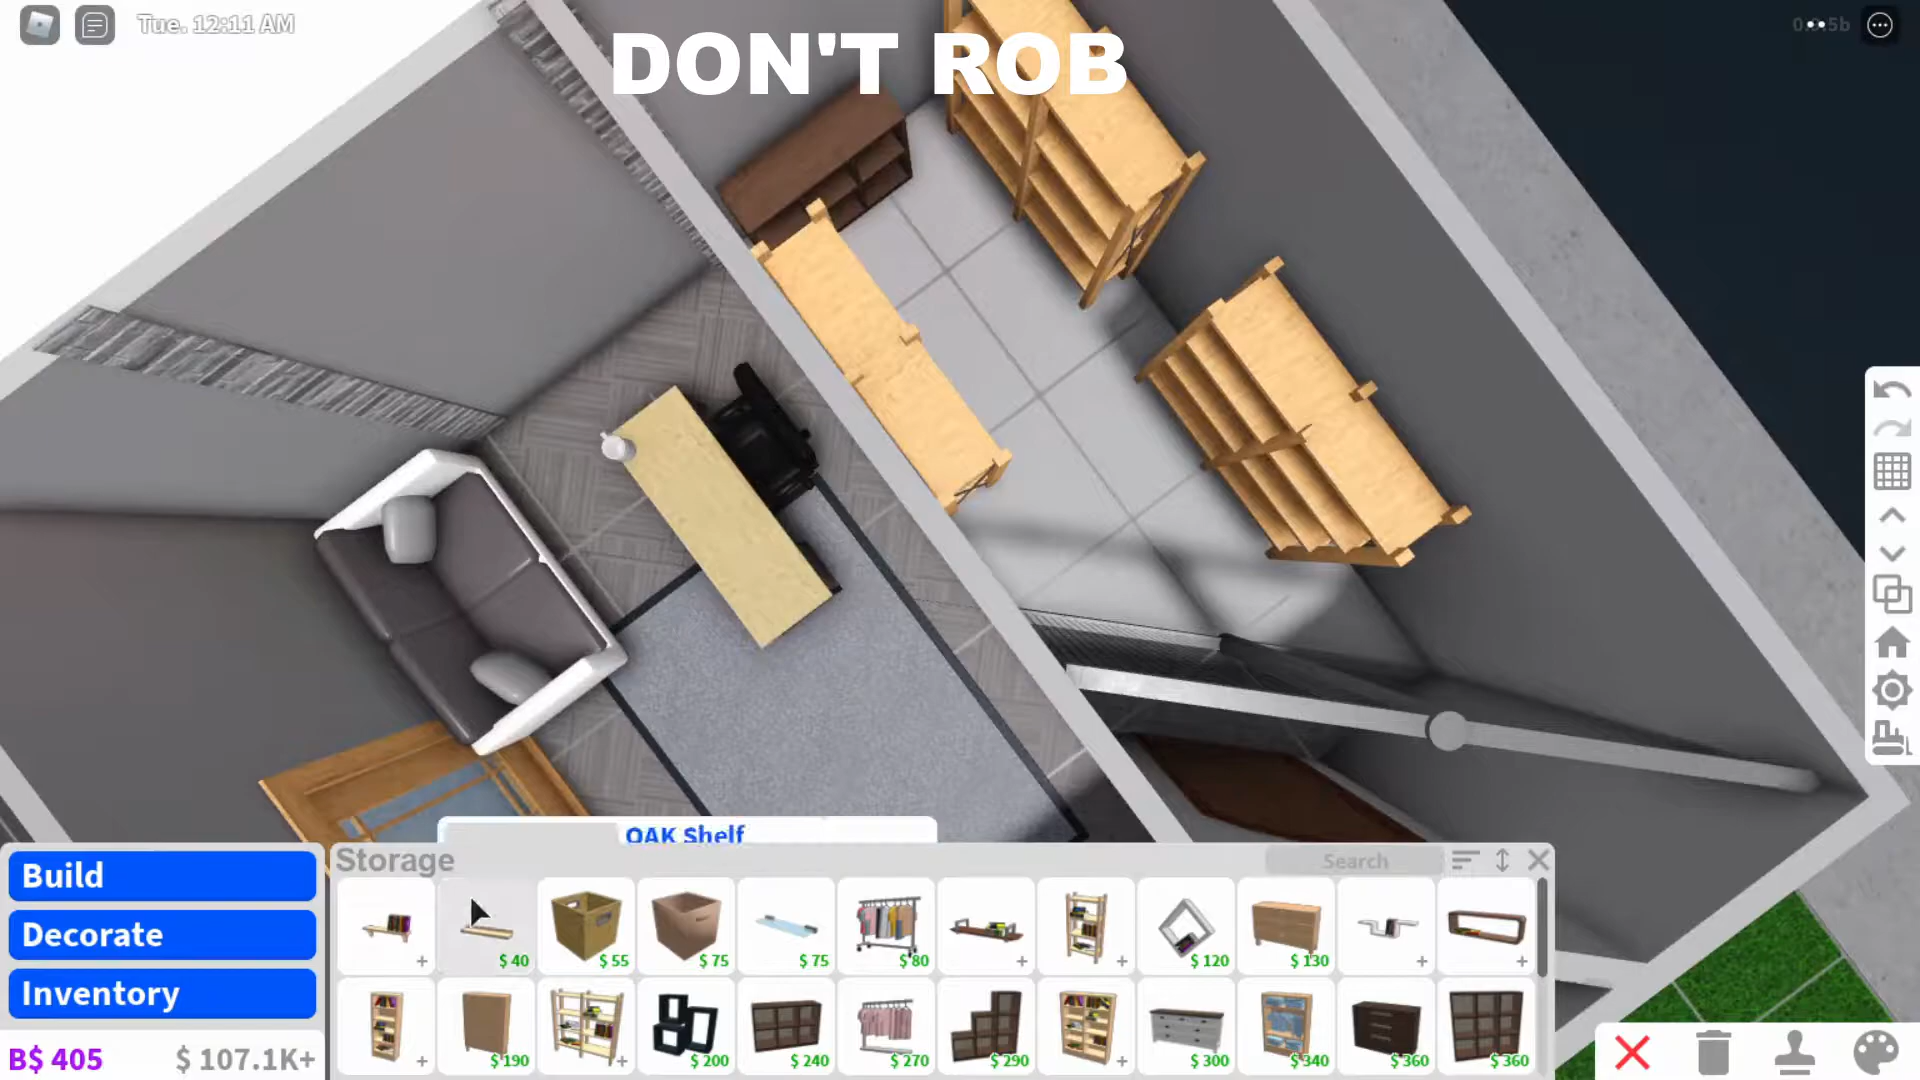 Tue. 12:11 AM
DON'T ROB
OAK Shelf
Storage
Search
Build
Decorate
Inventory
B$ 405
$ 107.1K+
+
$ 40
$ 55
$ 75
$ 75
$ 80
+
+
$ 120
$ 130
+
+
+
$ 190
+
$ 200
$ 240
$ 270
$ 290
+
$ 300
$ 340
$ 360
$ 360